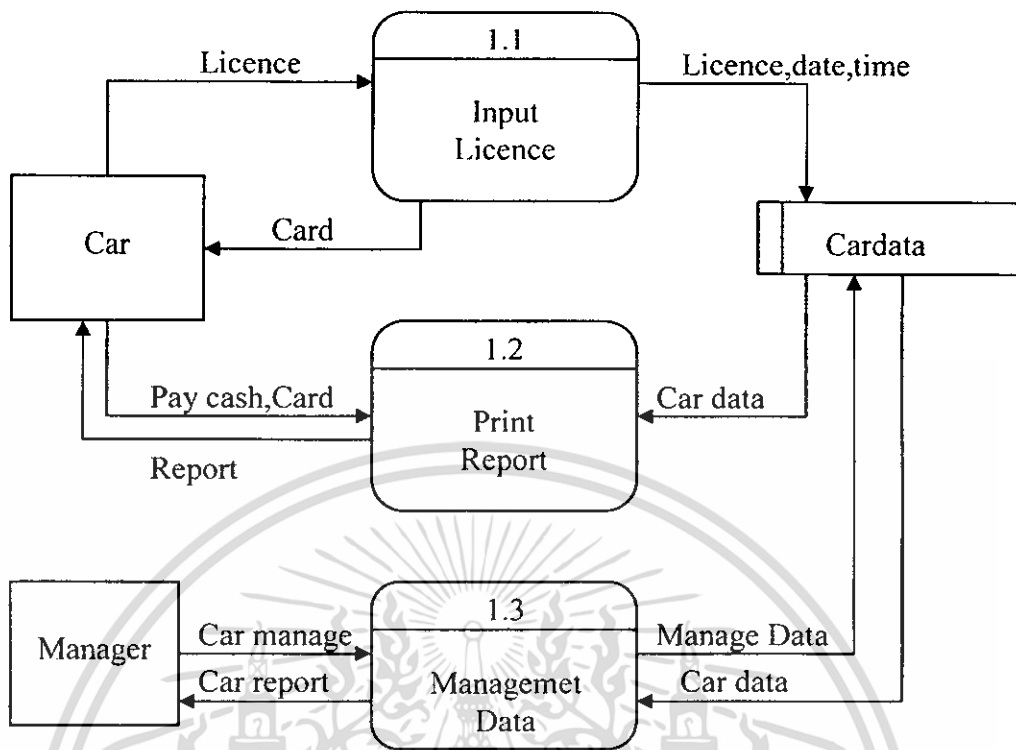 1.1
Licence
Licence,date,time
Input
Licence
Card
Car
Cardata
1.2
Pay cash,Card
Car data
Print
Report
Report
1.3
Manager
Car manage
Manage Data
Car report
Managemet
Data
Car data